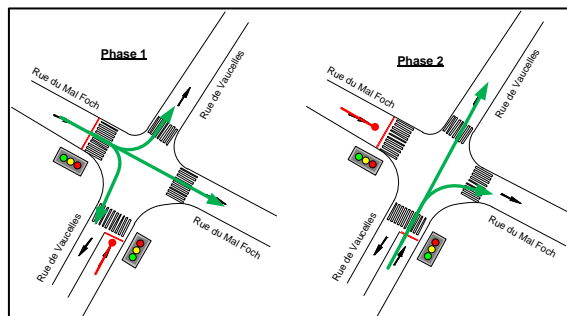 Phase 1
Rue du Mal Foch
Rue de Vaucelles
Rue de Vaucelles
Rue du Mal Foch
Phase 2
Rue du Mal Foch
Rue de Vaucelles
Rue de Vaucelles
Rue du Mal Foch